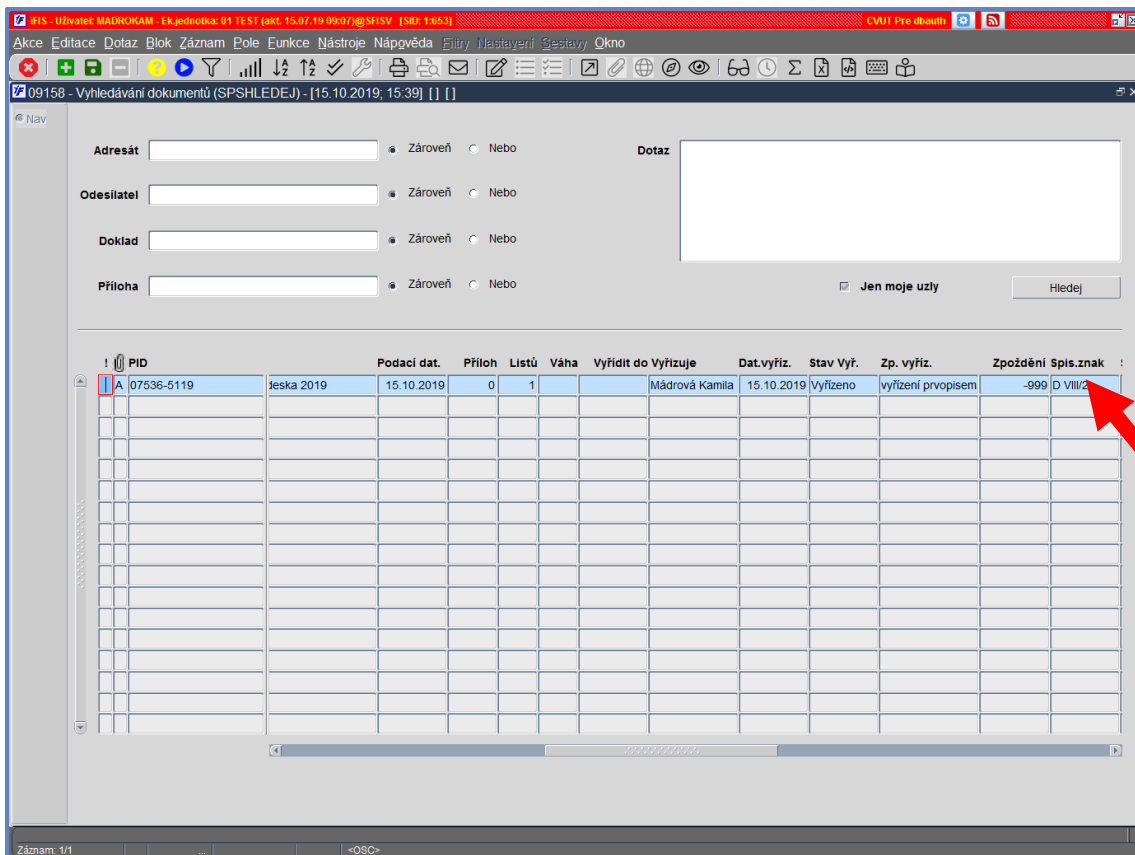 iFIS - Uživatel: MADROKAM - Ek.jednotka: 01 TEST (akt. 15.07.19 09:07)@SFISV [SID: 1:653] CVUT Pre dbauth
Akce Editace Dotaz Blok Záznam Pole Funkce Nástroje Nápověda Filtry Nastavení Sestavy Okno
09158 - Vyhledávání dokumentů (SPSHLEDEJ) - [15.10.2019; 15:39] [ ] [ ]
Nav
Adresát Zároveň Nebo Dotaz
Odesílatel Zároveň Nebo
Doklad Zároveň Nebo
Příloha Zároveň Nebo Jen moje uzly Hledej
! PID Podací dat. Příloh Listů Váha Vyřídit do Vyřizuje Dat.vyříz. Stav Vyř. Zp. vyříz. Zpoždění Spis.znak
A 07536-5119 deska 2019 15.10.2019 0 1 Mádrová Kamila 15.10.2019 Vyřízeno vyřízení prvopisem -999 D VIII/2
Záznam: 1/1 ... <OSC>